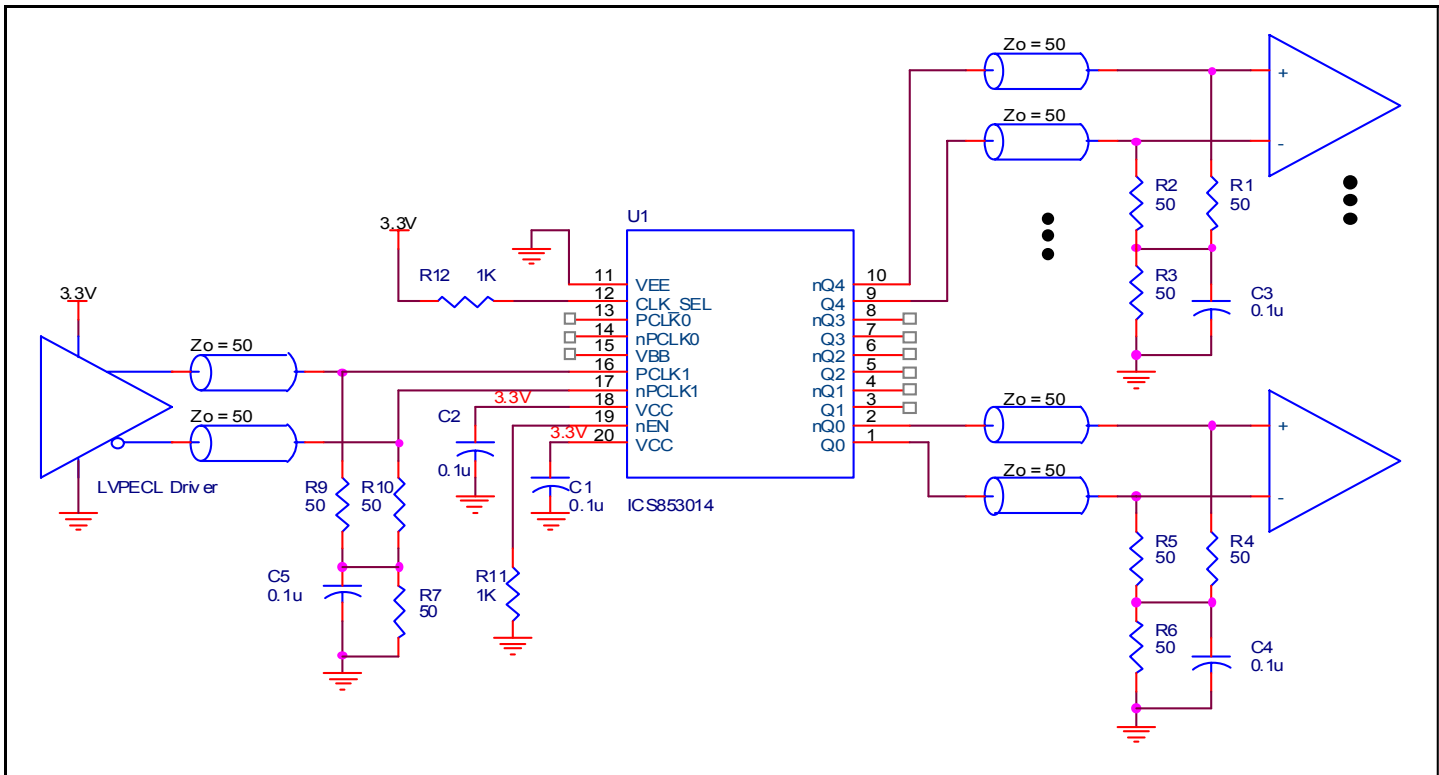 Zo = 50
+
Zo = 50
-
R2
50
R1
50
R3
50
C3
0.1u
3.3V
R12 1K
U1
11 VEE
12 CLK_SEL
13 PCLK0
14 nPCLK0
15 VBB
16 PCLK1
17 nPCLK1
18 VCC
19 nEN
20 VCC
nQ4 10
Q4 9
nQ3 8
Q3 7
nQ2 6
Q2 5
nQ1 4
Q1 3
nQ0 2
Q0 1
ICS853014
3.3V
Zo = 50
Zo = 50
LVPECL Driver
R9
50
R10
50
C5
0.1u
R7
50
3.3V
C2
0.1u
3.3V
C1
0.1u
R11
1K
Zo = 50
+
Zo = 50
-
R5
50
R4
50
R6
50
C4
0.1u